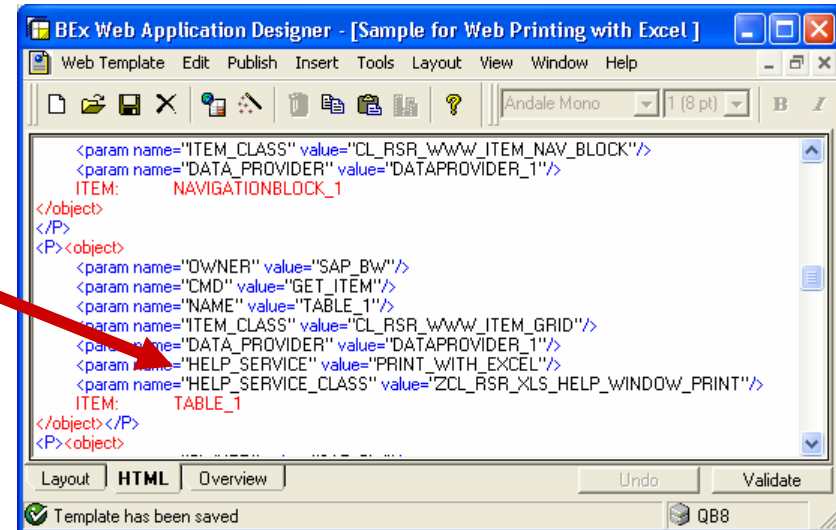 BEx Web Application Designer - [Sample for Web Printing with Excel ]
Web Template Edit Publish Insert Tools Layout View Window Help
Andale Mono 1 (8 pt) B I
<param name="ITEM_CLASS" value="CL_RSR_WWW_ITEM_NAV_BLOCK"/>
<param name="DATA_PROVIDER" value="DATAPROVIDER_1"/>
ITEM: NAVIGATIONBLOCK_1
</object>
</P>
<P><object>
<param name="OWNER" value="SAP_BW"/>
<param name="CMD" value="GET_ITEM"/>
<param name="NAME" value="TABLE_1"/>
<param name="ITEM_CLASS" value="CL_RSR_WWW_ITEM_GRID"/>
<param name="DATA_PROVIDER" value="DATAPROVIDER_1"/>
<param name="HELP_SERVICE" value="PRINT_WITH_EXCEL"/>
<param name="HELP_SERVICE_CLASS" value="ZCL_RSR_XLS_HELP_WINDOW_PRINT"/>
ITEM: TABLE_1
</object></P>
<P><object>
Layout HTML Overview Undo Validate
Template has been saved QB8